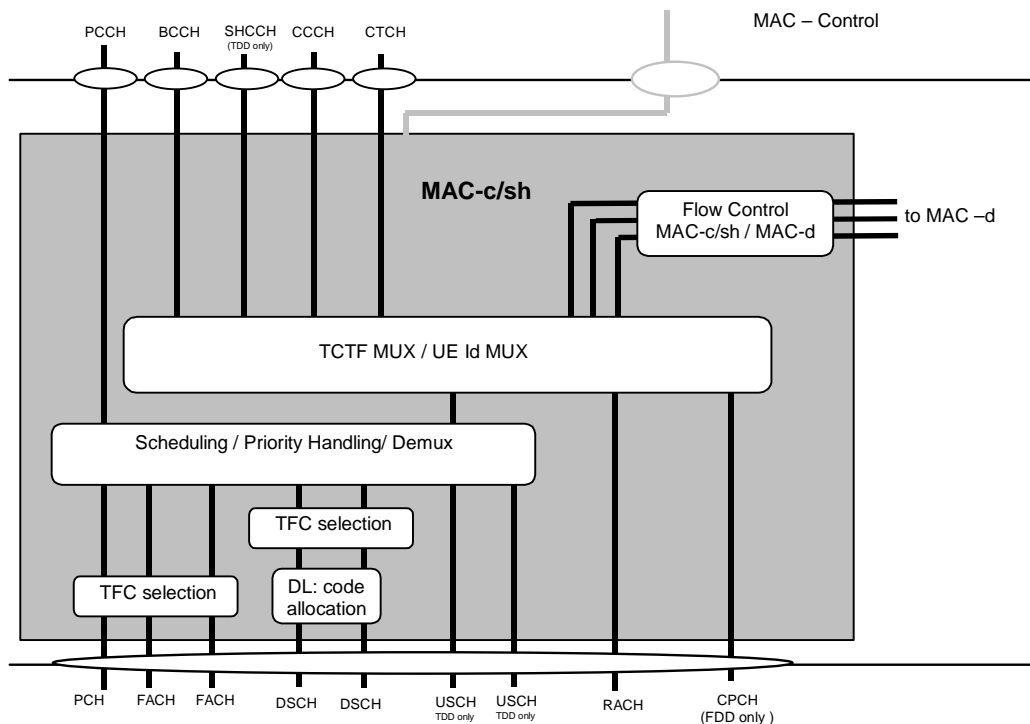 MAC – Control
PCCH
BCCH
SHCCH
(TDD only)
CCCH
CTCH
MAC-c/sh
Flow Control
MAC-c/sh / MAC-d
to MAC –d
TCTF MUX / UE Id MUX
Scheduling / Priority Handling/ Demux
TFC selection
TFC selection
DL: code
allocation
PCH
FACH
FACH
DSCH
DSCH
USCH
TDD only
USCH
TDD only
RACH
CPCH
(FDD only )